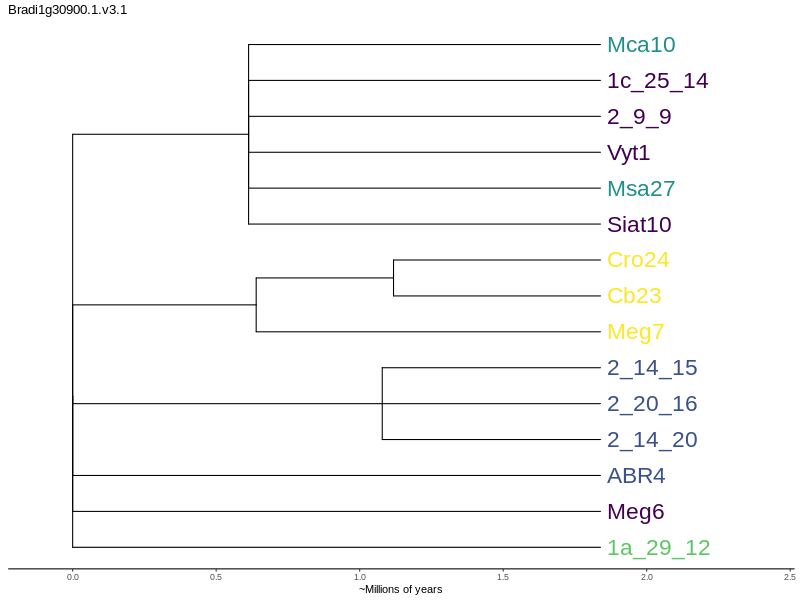 Bradi1g30900.1.v3.1
Mca10
1c_25_14
2_9_9
Vyt1
Msa27
Siat10
Cro24
Cb23
Meg7
2_14_15
2_20_16
2_14_20
ABR4
Meg6
1a_29_12
0.0 0.5 1.0 1.5 2.0 2.5
~Millions of years